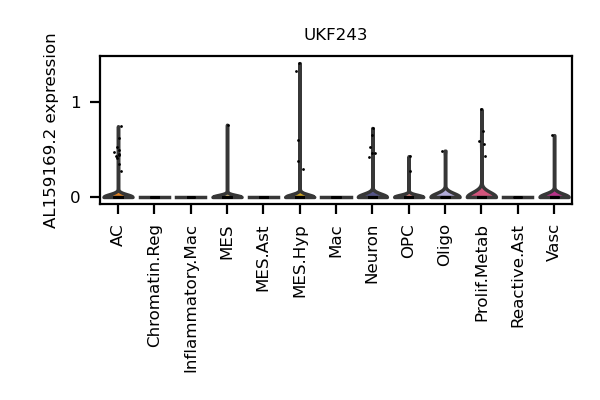 UKF243
AL159169.2 expression
1
0
AC
Chromatin.Reg
Inflammatory.Mac
MES
MES.Ast
MES.Hyp
Mac
Neuron
OPC
Oligo
Prolif.Metab
Reactive.Ast
Vasc